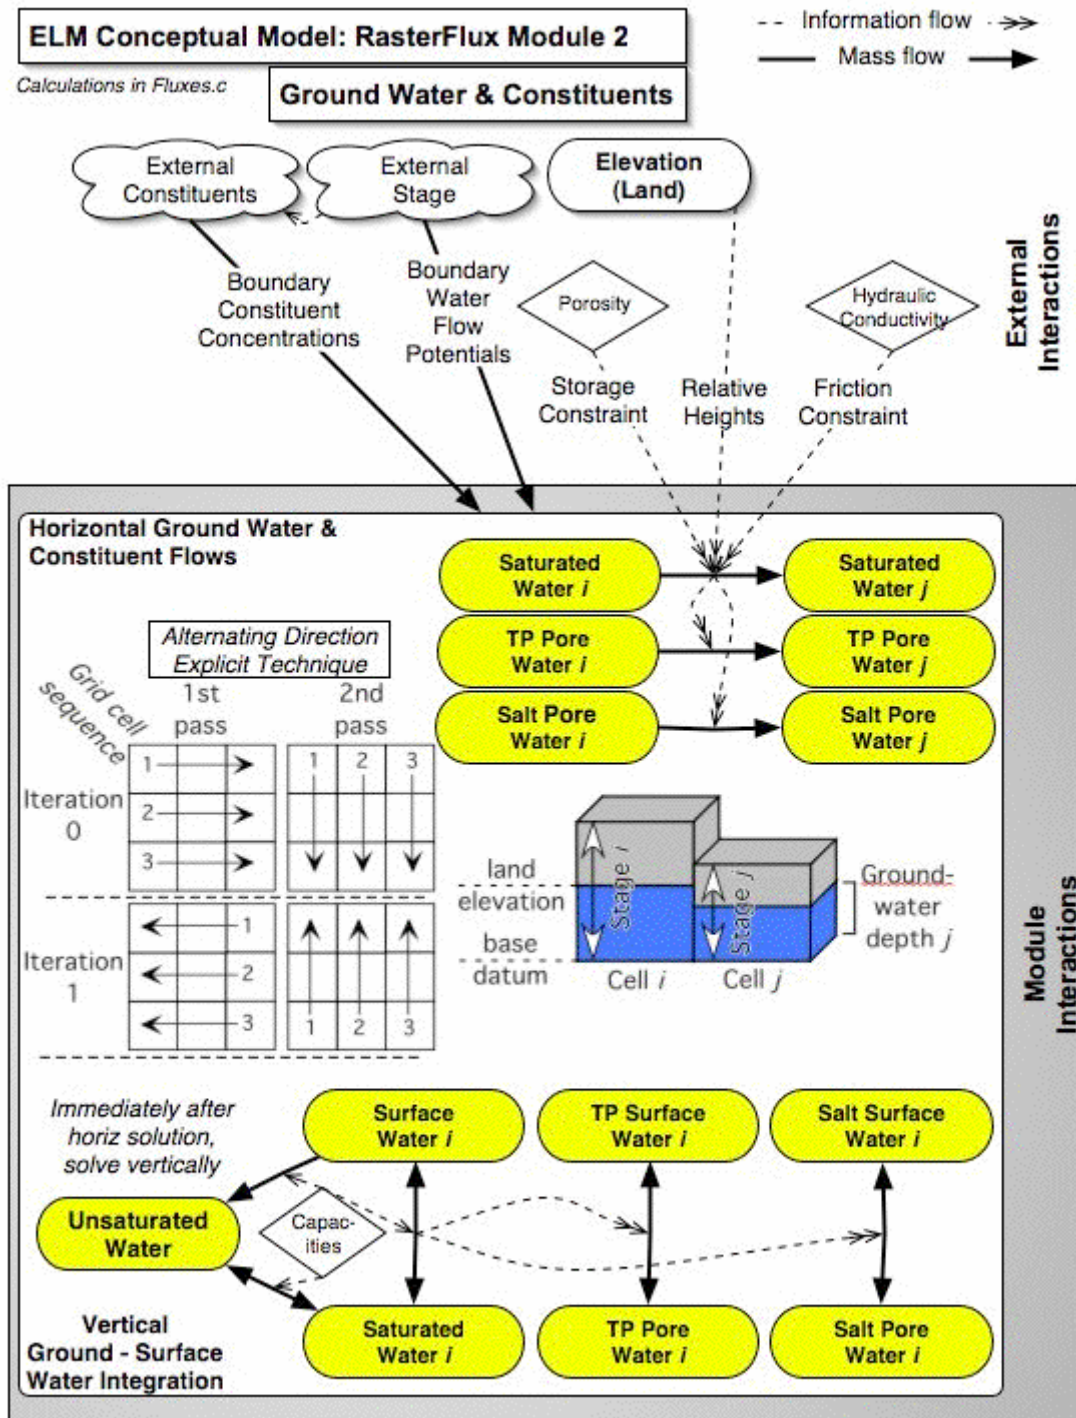 ELM Conceptual Model: RasterFlux Module 2
Calculations in Fluxes.c
Ground Water & Constituents
Information flow
Mass flow
External
Constituents
External
Stage
Elevation
(Land)
Boundary
Constituent
Concentrations
Boundary
Water
Flow
Potentials
Porosity
Hydraulic
Conductivity
Storage
Constraint
Relative
Heights
Friction
Constraint
External
Interactions
Horizontal Ground Water &
Constituent Flows
Saturated
Water i
Saturated
Water j
TP Pore
Water i
TP Pore
Water j
Salt Pore
Water i
Salt Pore
Water j
Alternating Direction
Explicit Technique
Grid cell
sequence
1st
pass
2nd
pass
Iteration
0
1
2
3
1 2 3
Iteration
1
1
2
3
1 2 3
land
elevation
base
datum
Stage i
Stage j
Cell i
Cell j
Ground-
water
depth j
Module
Interactions
Immediately after
horiz solution,
solve vertically
Surface
Water i
TP Surface
Water i
Salt Surface
Water i
Unsaturated
Water
Capac-
ities
Saturated
Water i
TP Pore
Water i
Salt Pore
Water i
Vertical
Ground - Surface
Water Integration